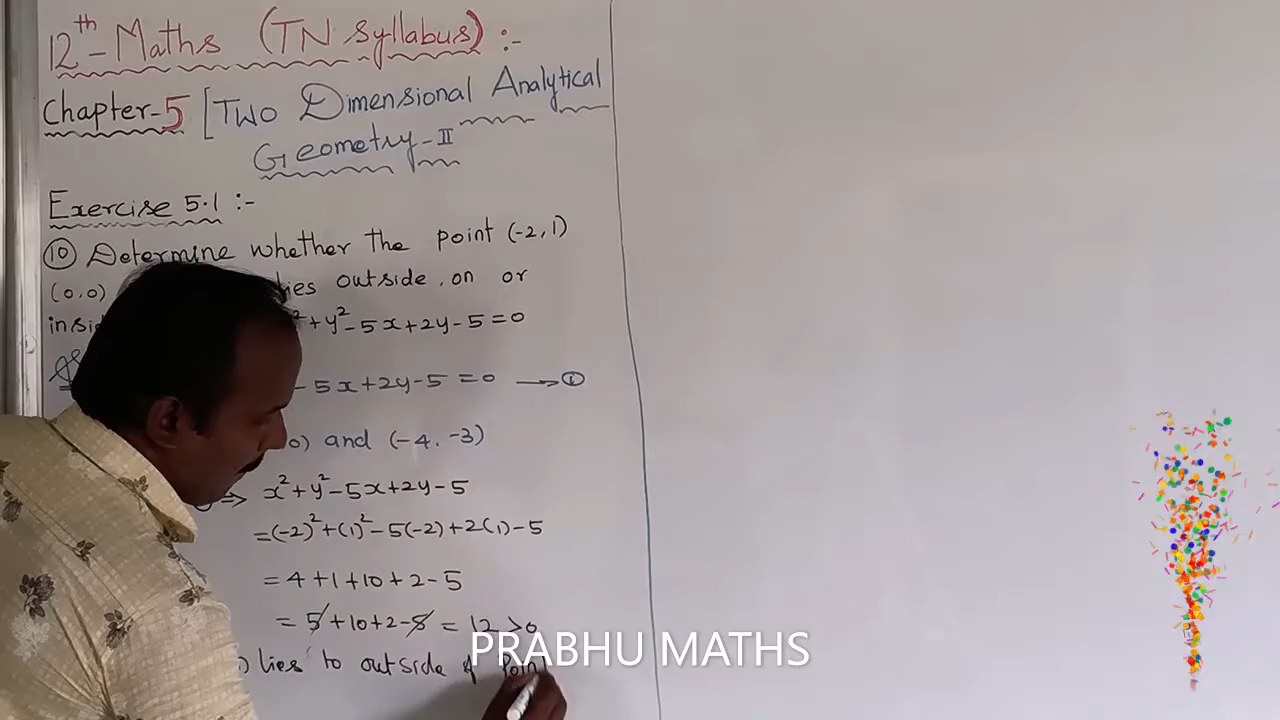 12th - Maths (TN Syllabus) :-
Chapter-5 [Two Dimensional Analytical
Geometry-II
Exercise 5.1 :-
10 Determine whether the point (-2,1)
(0,0) lies outside, on or
x²+y²-5x+2y-5=0
-5x+2y-5=0 → ①
0) and (-4,-3)
⇒ x²+y²-5x+2y-5
=(-2)²+(1)²-5(-2)+2(1)-5
=4+1+10+2-5
=5+10+2-5 = 12>0
) lies to outside of Point
PRABHU MATHS